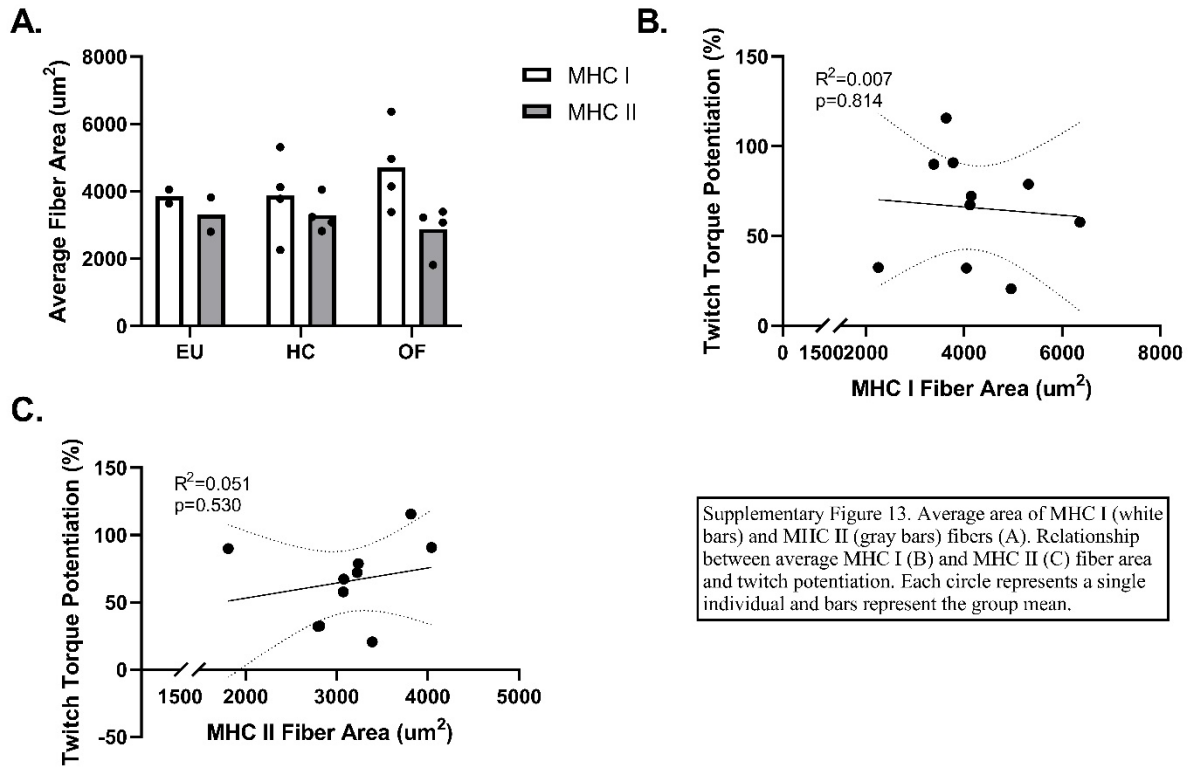 A.
Average Fiber Area (um²)
8000
6000
4000
2000
0
EU HC OF
MHC I
MHC II
B.
Twitch Torque Potentiation (%)
150
100
50
0
R²=0.007
p=0.814
0 1500 2000 4000 6000 8000
MHC I Fiber Area (um²)
C.
Twitch Torque Potentiation (%)
150
100
50
0
-50
R²=0.051
p=0.530
1500 2000 3000 4000 5000
MHC II Fiber Area (um²)
Supplementary Figure 13. Average area of MHC I (white
bars) and MHC II (gray bars) fibers (A). Relationship
between average MHC I (B) and MHC II (C) fiber area
and twitch potentiation. Each circle represents a single
individual and bars represent the group mean.